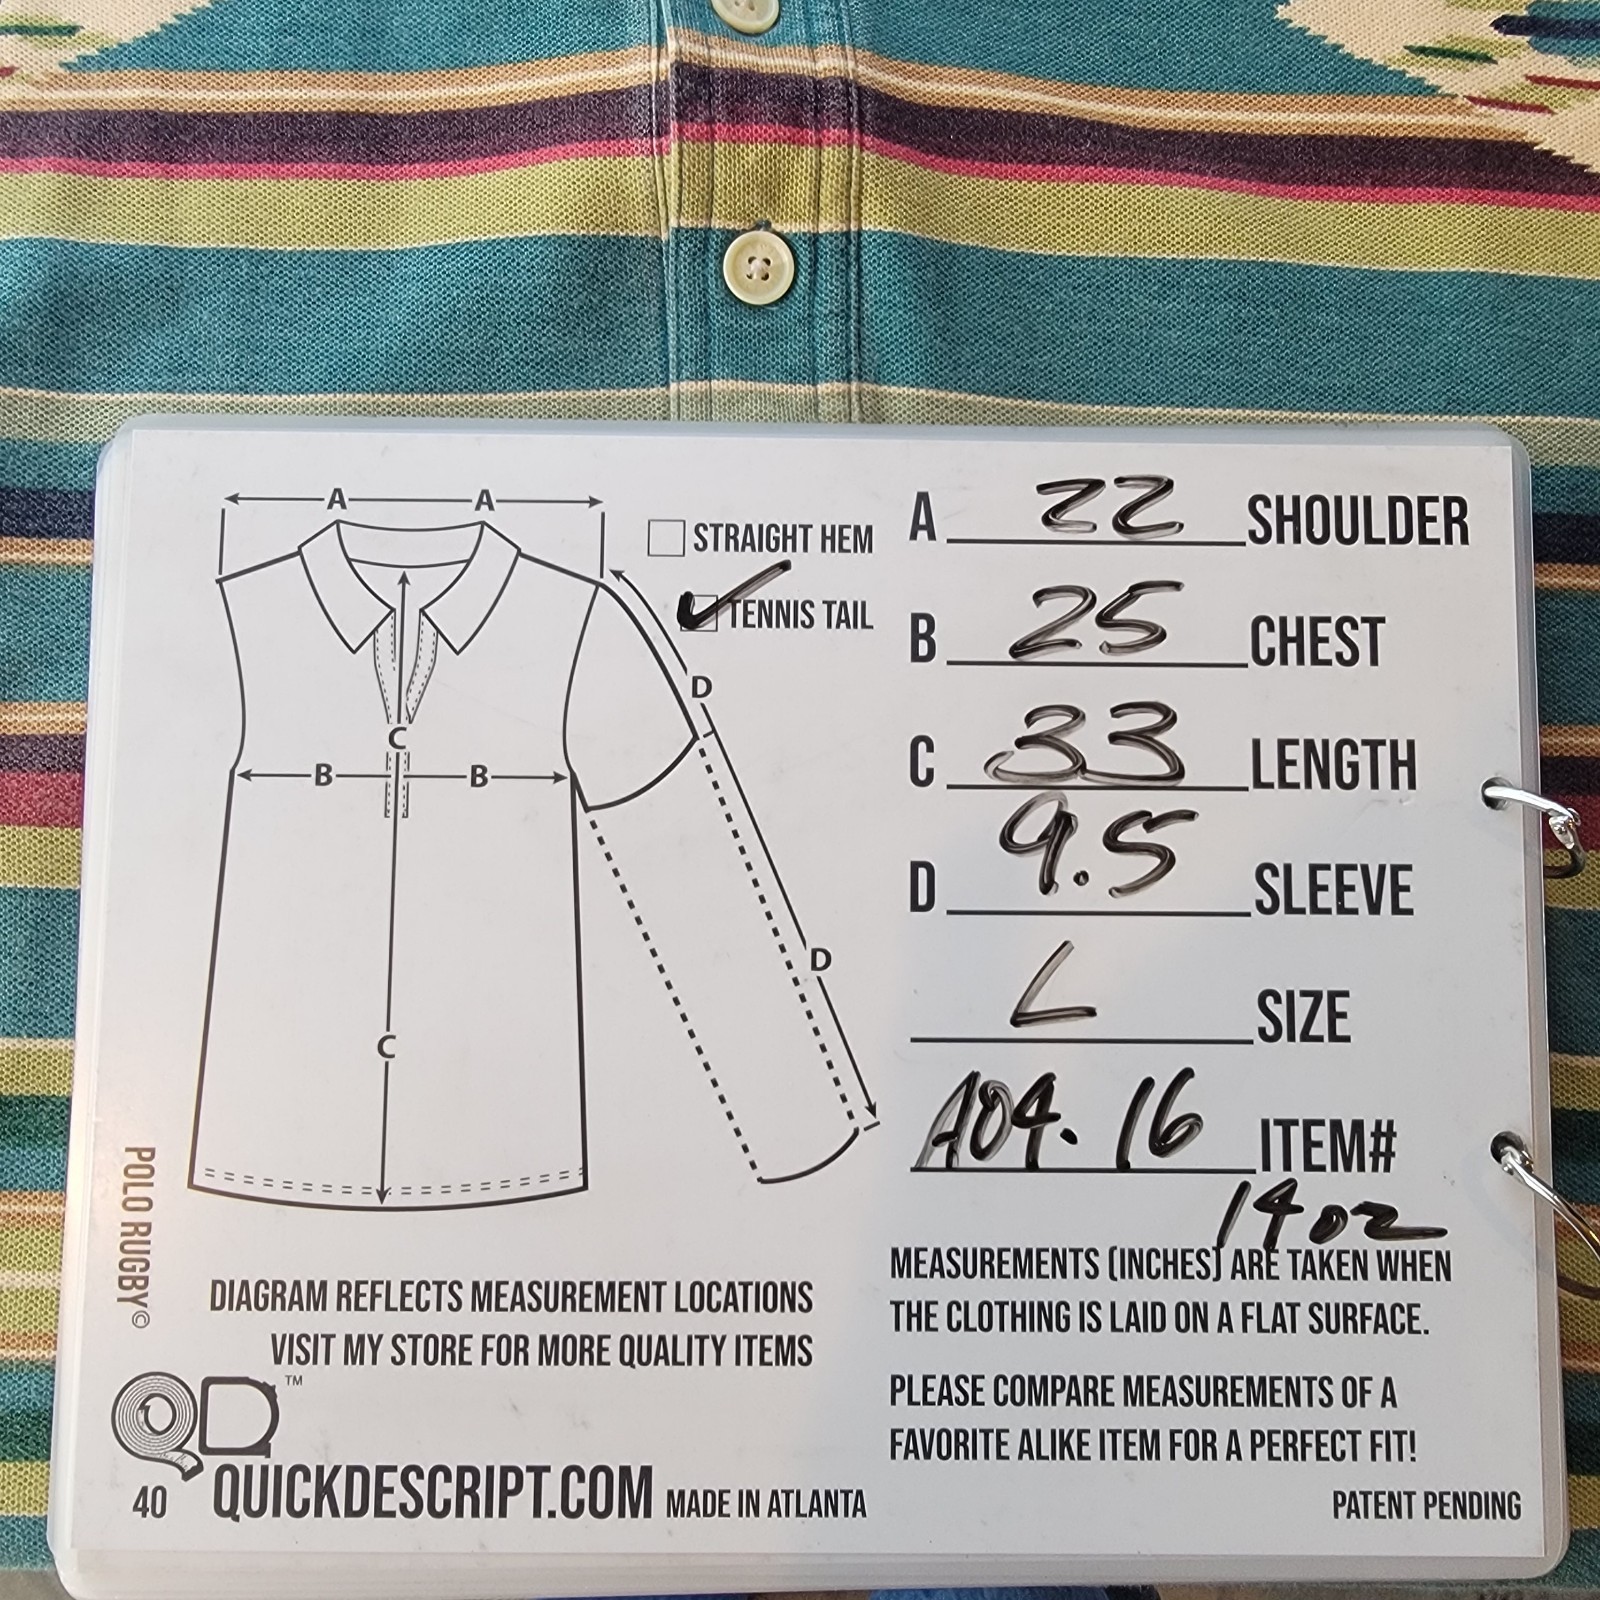 A A
STRAIGHT HEM
✓ TENNIS TAIL
D
C
B B
D
C
A 22 SHOULDER
B 25 CHEST
C 33 LENGTH
D 9.5 SLEEVE
L SIZE
A04.16 ITEM#
14oz
POLO RUGBY©
DIAGRAM REFLECTS MEASUREMENT LOCATIONS
VISIT MY STORE FOR MORE QUALITY ITEMS
MEASUREMENTS (INCHES) ARE TAKEN WHEN
THE CLOTHING IS LAID ON A FLAT SURFACE.
PLEASE COMPARE MEASUREMENTS OF A
FAVORITE ALIKE ITEM FOR A PERFECT FIT!
QD™
40 QUICKDESCRIPT.COM MADE IN ATLANTA
PATENT PENDING